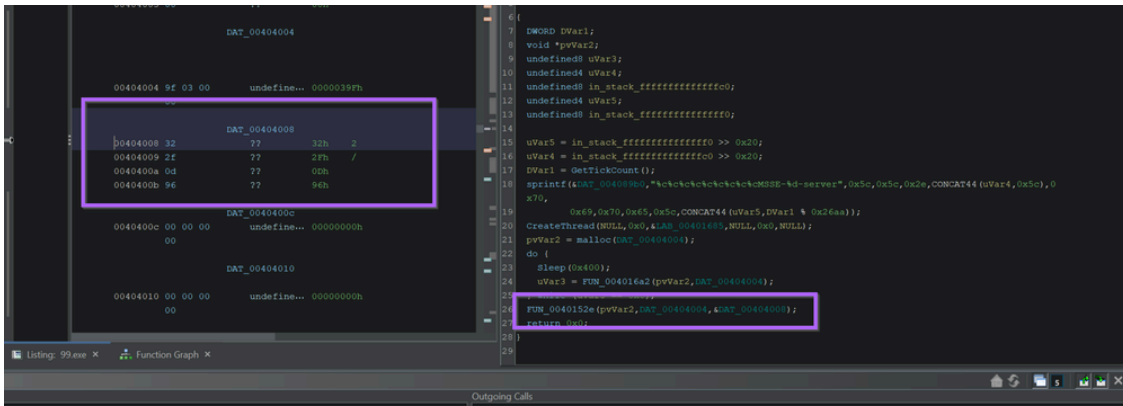 DAT_00404004
00404004 9f 03 00 undefine... 0000039Fh
00
DAT_00404008
00404008 32 ?? 32h 2
00404009 2f ?? 2Fh /
0040400a 0d ?? 0Dh
0040400b 96 ?? 96h
DAT_0040400c
0040400c 00 00 00 undefine... 00000000h
00
DAT_00404010
00404010 00 00 00 undefine... 00000000h
00
Listing: 99.exe ×
Function Graph ×
6 {
7 DWORD DVar1;
8 void *pvVar2;
9 undefined8 uVar3;
10 undefined4 uVar4;
11 undefined8 in_stack_ffffffffffffffc0;
12 undefined4 uVar5;
13 undefined8 in_stack_fffffffffffffff0;
14
15 uVar5 = in_stack_fffffffffffffff0 >> 0x20;
16 uVar4 = in_stack_ffffffffffffffc0 >> 0x20;
17 DVar1 = GetTickCount();
18 sprintf(&DAT_004089b0,"%c%c%c%c%c%c%c%c%cMSSE-%d-server",0x5c,0x5c,0x2e,CONCAT44(uVar4,0x5c),0
x70,
19 0x69,0x70,0x65,0x5c,CONCAT44(uVar5,DVar1 % 0x26aa));
20 CreateThread(NULL,0x0,&LAB_00401685,NULL,0x0,NULL);
21 pvVar2 = malloc(DAT_00404004);
22 do {
23 Sleep(0x400);
24 uVar3 = FUN_004016a2(pvVar2,DAT_00404004);
25
26 FUN_0040152e(pvVar2,DAT_00404004,&DAT_00404008);
27 return 0x0;
28 }
29
Outgoing Calls